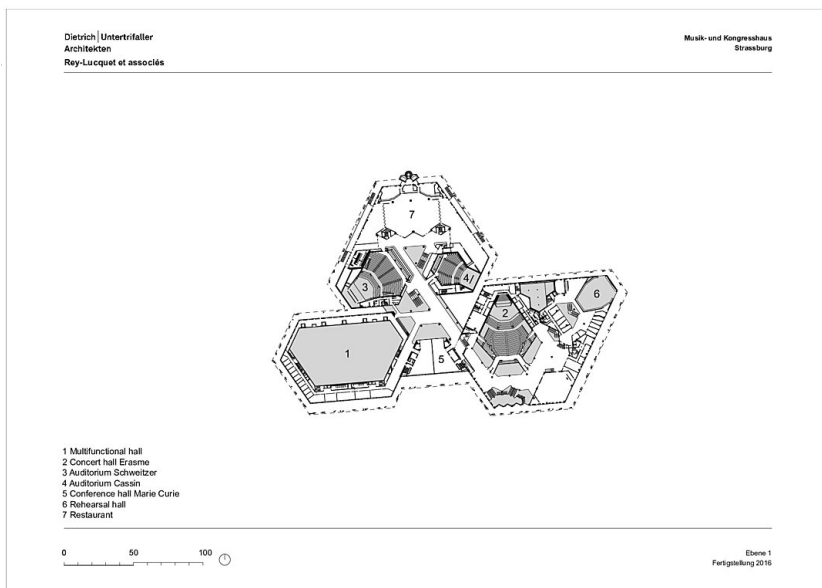 Dietrich | Untertrifaller
Architekten
Rey-Lucquet et associés
Musik- und Kongresshaus
Strassburg
7
3
4
6
2
1
5
1 Multifunctional hall
2 Concert hall Erasme
3 Auditorium Schweitzer
4 Auditorium Cassin
5 Conference hall Marie Curie
6 Rehearsal hall
7 Restaurant
0 50 100
Ebene 1
Fertigstellung 2016